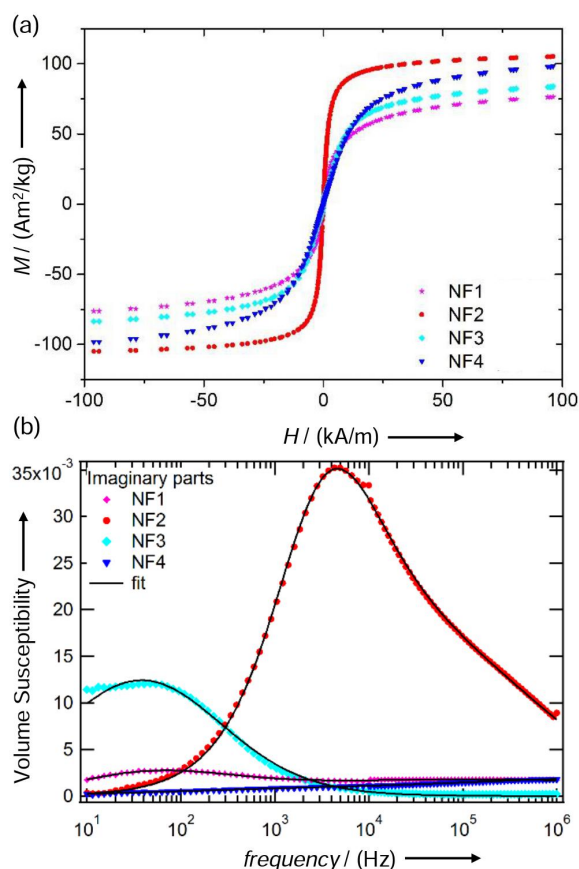 (a)
M / (Am²/kg)
100
50
0
-50
-100
NF1
NF2
NF3
NF4
-100 -50 0 50 100
H / (kA/m)
(b)
Volume Susceptibility
35x10⁻³
30
25
20
15
10
5
0
Imaginary parts
NF1
NF2
NF3
NF4
fit
10¹ 10² 10³ 10⁴ 10⁵ 10⁶
frequency / (Hz)